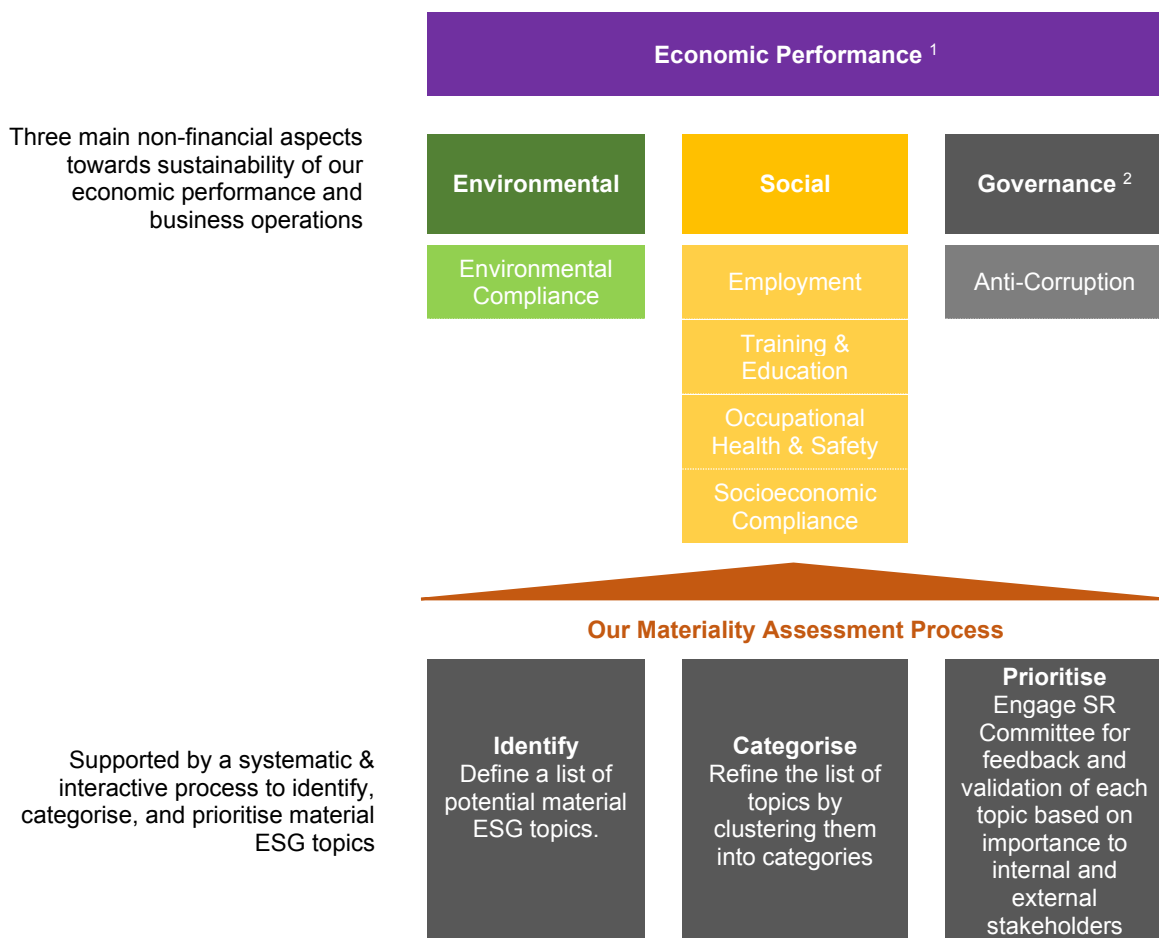 Economic Performance 1
Three main non-financial aspects
towards sustainability of our
economic performance and
business operations
Environmental
Social
Governance 2
Environmental
Compliance
Employment
Anti-Corruption
Training &
Education
Occupational
Health & Safety
Socioeconomic
Compliance
Our Materiality Assessment Process
Supported by a systematic &
interactive process to identify,
categorise, and prioritise material
ESG topics
Identify
Define a list of
potential material
ESG topics.
Categorise
Refine the list of
topics by
clustering them
into categories
Prioritise
Engage SR
Committee for
feedback and
validation of each
topic based on
importance to
internal and
external
stakeholders